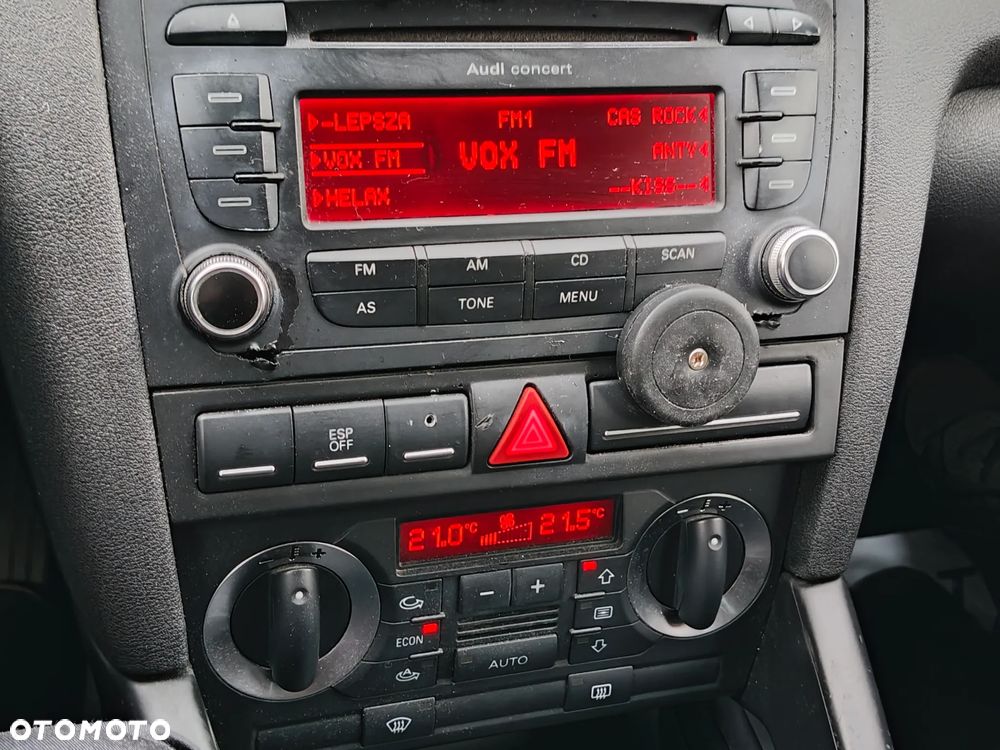 Audi concert
-LEPSZA FM1 CAS ROCK
VOX FM VOX FM ANTY
MELAX --KISS--
FM AM CD SCAN
AS TONE MENU
ESP
OFF
21.0°C 21.5°C
- +
- +
- +
ECON
AUTO
OTOMOTO